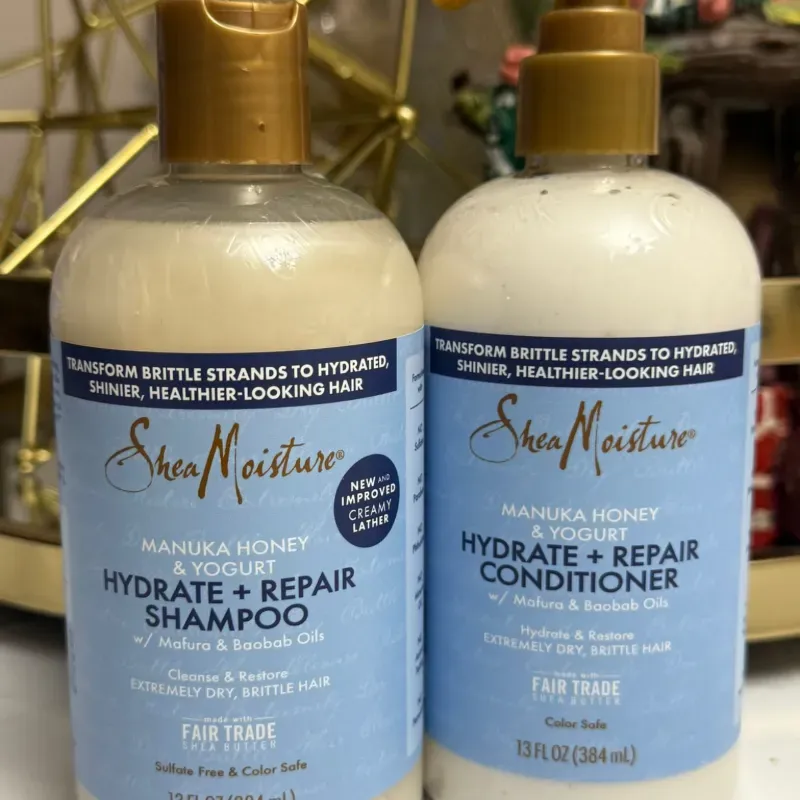 TRANSFORM BRITTLE STRANDS TO HYDRATED,
SHINIER, HEALTHIER-LOOKING HAIR
SheaMoisture®
NEW AND
IMPROVED
CREAMY
LATHER
MANUKA HONEY
& YOGURT
HYDRATE + REPAIR
SHAMPOO
w/ Mafura & Baobab Oils
Cleanse & Restore
EXTREMELY DRY, BRITTLE HAIR
made with
FAIR TRADE
SHEA BUTTER
Sulfate Free & Color Safe
TRANSFORM BRITTLE STRANDS TO HYDRATED,
SHINIER, HEALTHIER-LOOKING HAIR
SheaMoisture®
MANUKA HONEY
& YOGURT
HYDRATE + REPAIR
CONDITIONER
w/ Mafura & Baobab Oils
Hydrate & Restore
EXTREMELY DRY, BRITTLE HAIR
made with
FAIR TRADE
SHEA BUTTER
Color Safe
13 FL OZ (384 mL)